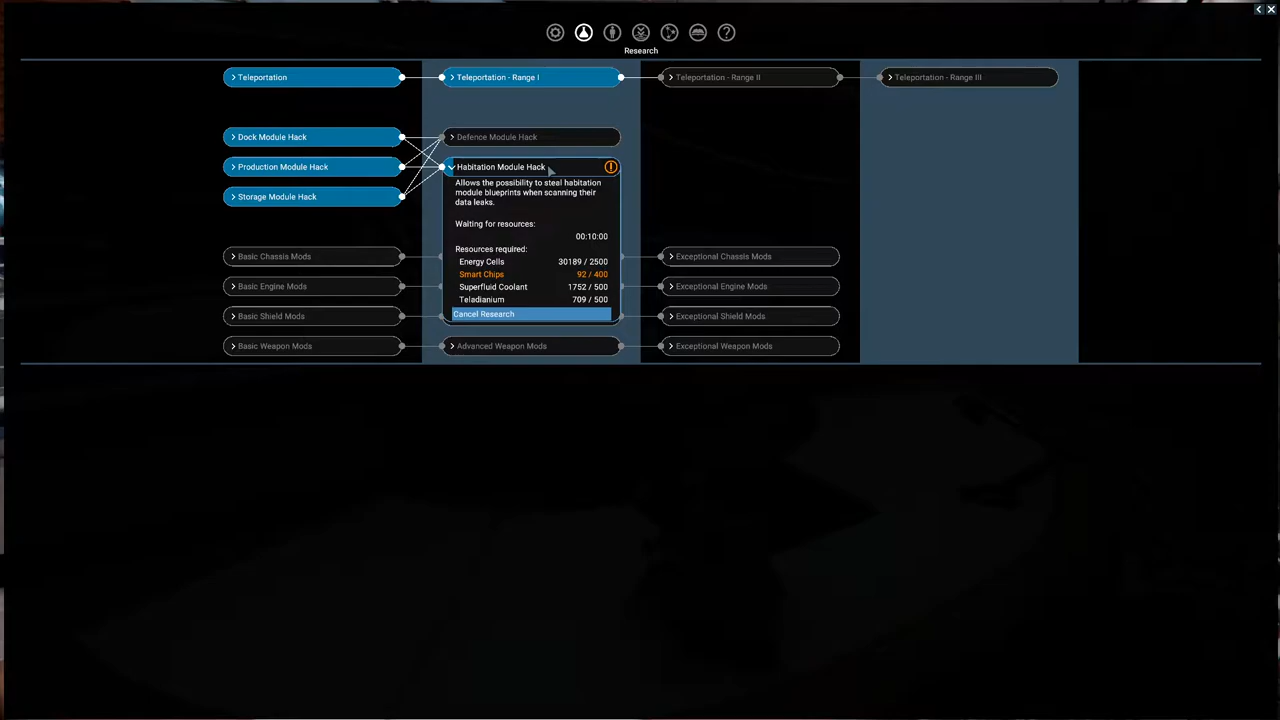 Research
Teleportation
Teleportation - Range I
Teleportation - Range II
Teleportation - Range III
Dock Module Hack
Defence Module Hack
Production Module Hack
Habitation Module Hack
Allows the possibility to steal habitation
module blueprints when scanning their
data leaks.
Storage Module Hack
Waiting for resources:
00:10:00
Resources required:
Energy Cells 30189 / 2500
Smart Chips 92 / 400
Superfluid Coolant 1752 / 500
Teladianium 709 / 500
Cancel Research
Basic Chassis Mods
Exceptional Chassis Mods
Basic Engine Mods
Exceptional Engine Mods
Basic Shield Mods
Exceptional Shield Mods
Basic Weapon Mods
Advanced Weapon Mods
Exceptional Weapon Mods